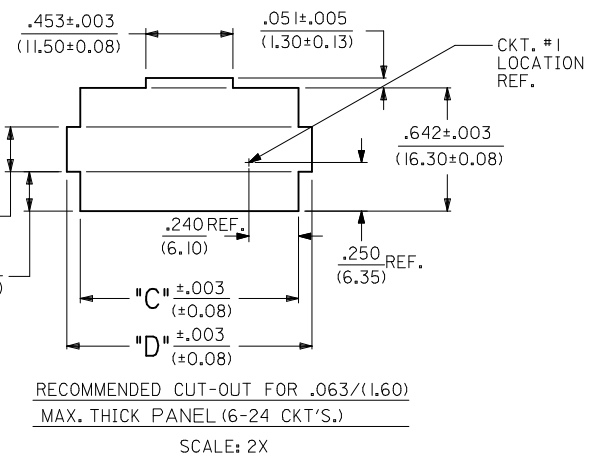 .453±.003
(11.50±0.08)
.051±.005
(1.30±0.13)
CKT. #1
LOCATION
REF.
.642±.003
(16.30±0.08)
.240 REF.
(6.10)
.250 REF.
(6.35)
)
"C" ±.003
(±0.08)
"D" ±.003
(±0.08)
RECOMMENDED CUT-OUT FOR .063/(1.60)
MAX. THICK PANEL (6-24 CKT'S.)
SCALE: 2X